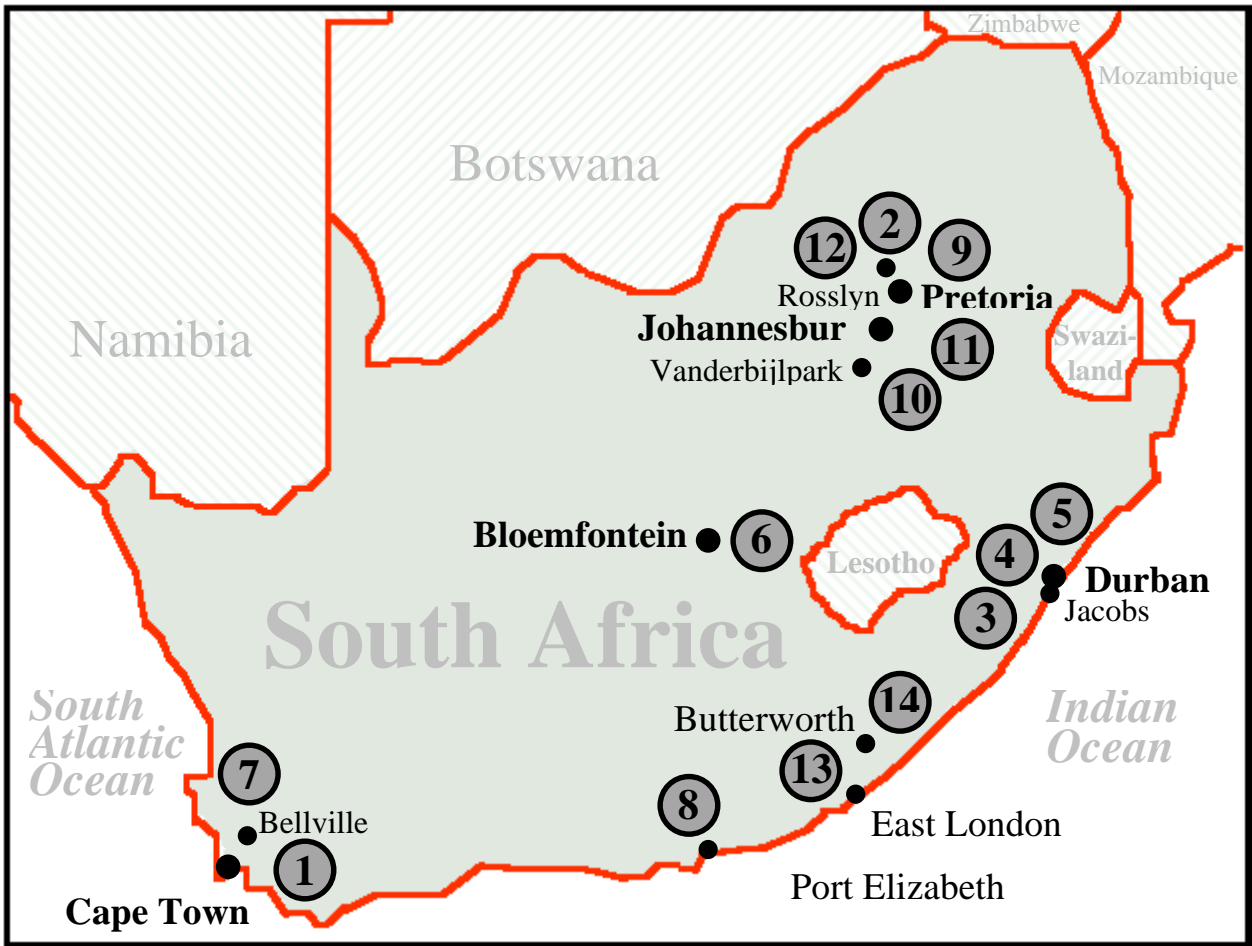 Zimbabwe
Mozambique
Botswana
2
12
9
Rosslyn
Pretoria
Namibia
Johannesbur
11
Swazi-
land
Vanderbijlpark
10
5
Bloemfontein
6
4
Lesotho
Durban
Jacobs
3
South Africa
South
Atlantic
Ocean
Indian
Ocean
14
Butterworth
13
7
8
Bellville
East London
1
Port Elizabeth
Cape Town